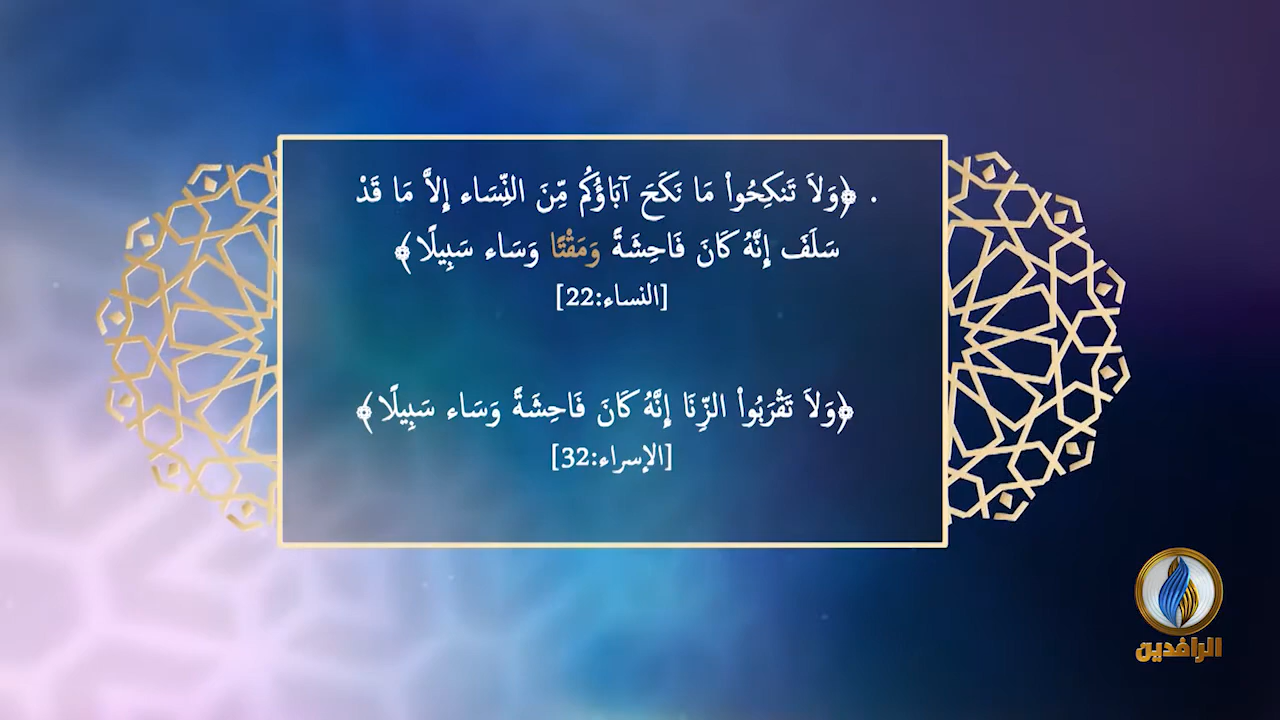 . ﴿وَلاَ تَنكِحُواْ مَا نَكَحَ آبَاؤُكُم مِّنَ النِّسَاء إِلاَّ مَا قَدْ
سَلَفَ إِنَّهُ كَانَ فَاحِشَةً وَمَقْتًا وَسَاء سَبِيلًا﴾
[النساء:22]
﴿وَلاَ تَقْرَبُواْ الزِّنَا إِنَّهُ كَانَ فَاحِشَةً وَسَاء سَبِيلًا﴾
[الإسراء:32]
الرافدين